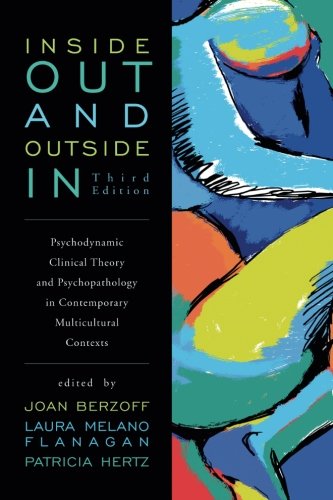 INSIDE
OUT
AND
OUTSIDE
IN Third
Edition
Psychodynamic
Clinical Theory
and Psychopathology
in Contemporary
Multicultural
Contexts
edited by
JOAN BERZOFF
LAURA MELANO
FLANAGAN
PATRICIA HERTZ